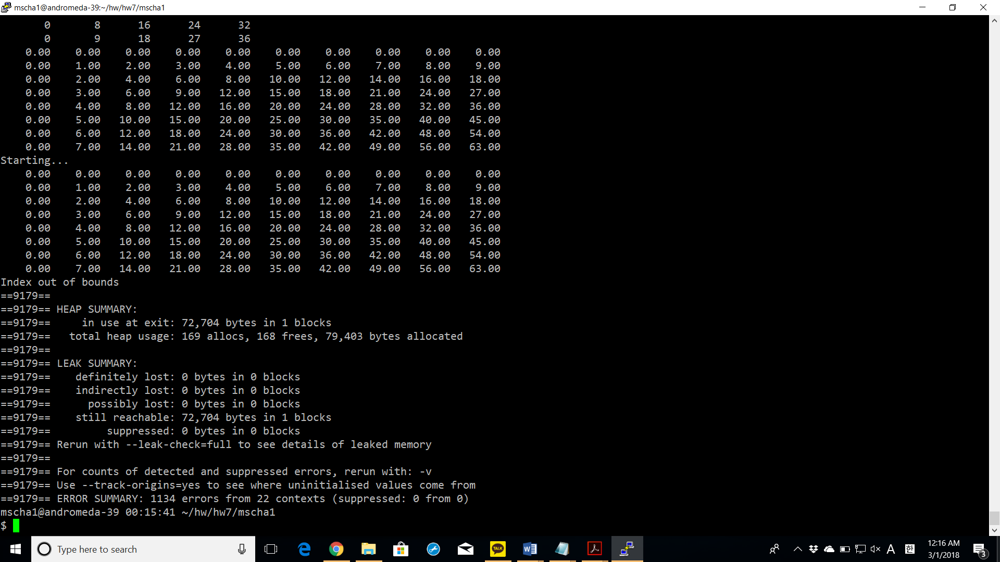 mscha1@andromeda-39:~/hw/hw7/mscha1
0 8 16 24 32
0 9 18 27 36
0.00 0.00 0.00 0.00 0.00 0.00 0.00 0.00 0.00 0.00
0.00 1.00 2.00 3.00 4.00 5.00 6.00 7.00 8.00 9.00
0.00 2.00 4.00 6.00 8.00 10.00 12.00 14.00 16.00 18.00
0.00 3.00 6.00 9.00 12.00 15.00 18.00 21.00 24.00 27.00
0.00 4.00 8.00 12.00 16.00 20.00 24.00 28.00 32.00 36.00
0.00 5.00 10.00 15.00 20.00 25.00 30.00 35.00 40.00 45.00
0.00 6.00 12.00 18.00 24.00 30.00 36.00 42.00 48.00 54.00
0.00 7.00 14.00 21.00 28.00 35.00 42.00 49.00 56.00 63.00
Starting...
0.00 0.00 0.00 0.00 0.00 0.00 0.00 0.00 0.00 0.00
0.00 1.00 2.00 3.00 4.00 5.00 6.00 7.00 8.00 9.00
0.00 2.00 4.00 6.00 8.00 10.00 12.00 14.00 16.00 18.00
0.00 3.00 6.00 9.00 12.00 15.00 18.00 21.00 24.00 27.00
0.00 4.00 8.00 12.00 16.00 20.00 24.00 28.00 32.00 36.00
0.00 5.00 10.00 15.00 20.00 25.00 30.00 35.00 40.00 45.00
0.00 6.00 12.00 18.00 24.00 30.00 36.00 42.00 48.00 54.00
0.00 7.00 14.00 21.00 28.00 35.00 42.00 49.00 56.00 63.00
Index out of bounds
==9179==
==9179== HEAP SUMMARY:
==9179== in use at exit: 72,704 bytes in 1 blocks
==9179== total heap usage: 169 allocs, 168 frees, 79,403 bytes allocated
==9179==
==9179== LEAK SUMMARY:
==9179== definitely lost: 0 bytes in 0 blocks
==9179== indirectly lost: 0 bytes in 0 blocks
==9179== possibly lost: 0 bytes in 0 blocks
==9179== still reachable: 72,704 bytes in 1 blocks
==9179== suppressed: 0 bytes in 0 blocks
==9179== Rerun with --leak-check=full to see details of leaked memory
==9179==
==9179== For counts of detected and suppressed errors, rerun with: -v
==9179== Use --track-origins=yes to see where uninitialised values come from
==9179== ERROR SUMMARY: 1134 errors from 22 contexts (suppressed: 0 from 0)
mscha1@andromeda-39 00:15:41 ~/hw/hw7/mscha1
$
Type here to search
TALK
A 한
12:16 AM
3/1/2018
3